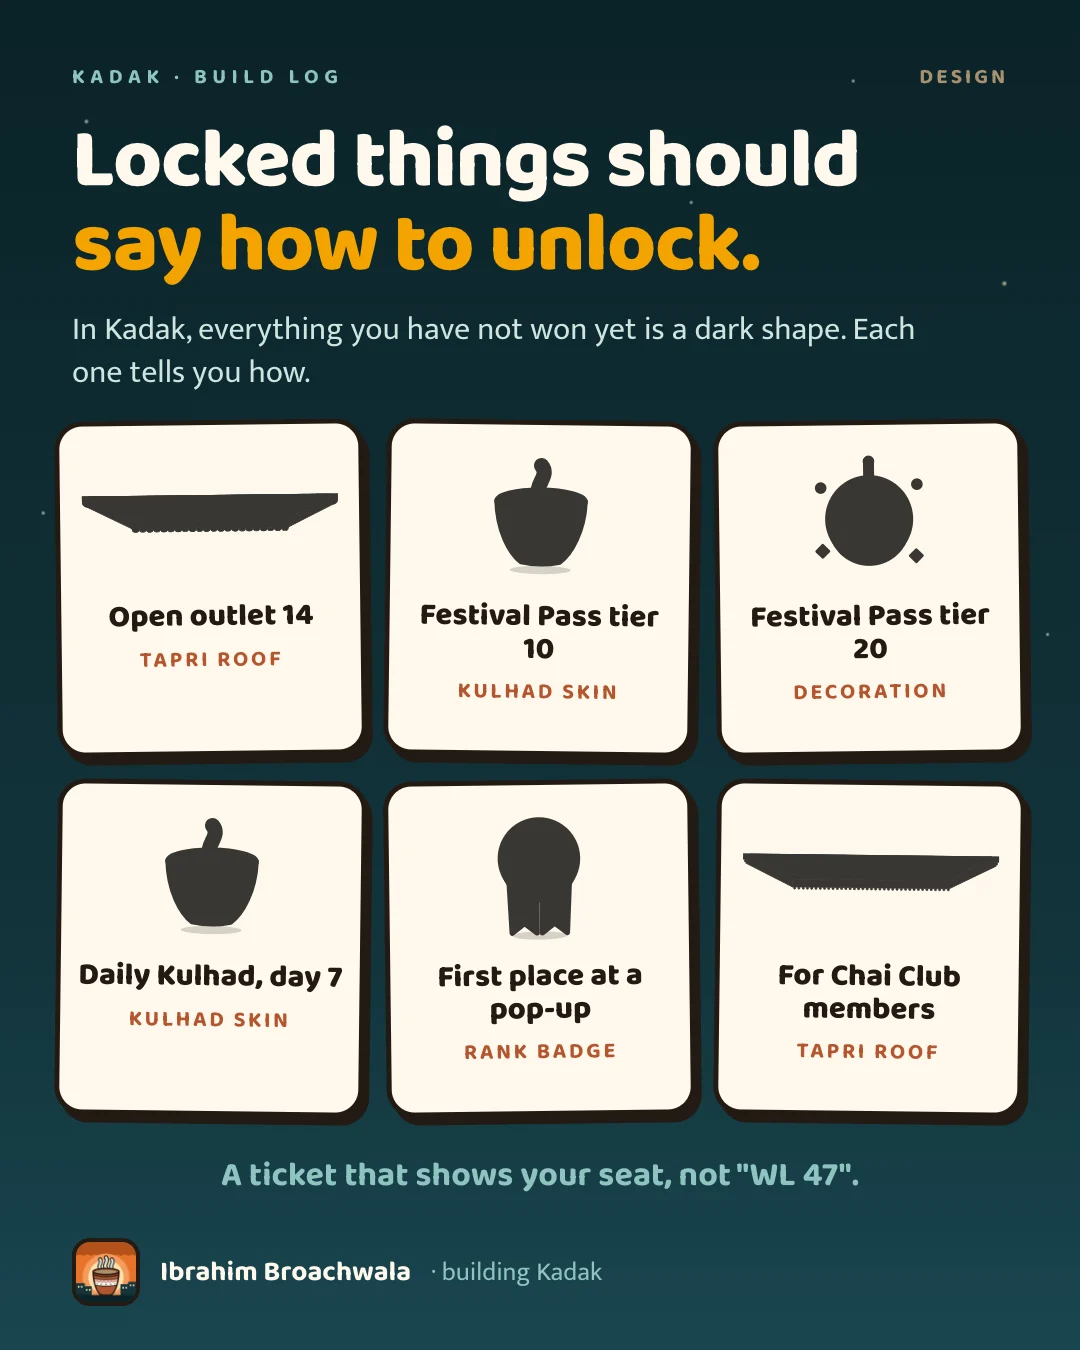 KADAK · BUILD LOG
DESIGN
Locked things should
say how to unlock.
In Kadak, everything you have not won yet is a dark shape. Each
one tells you how.
Open outlet 14
TAPRI ROOF
Festival Pass tier
10
KULHAD SKIN
Festival Pass tier
20
DECORATION
Daily Kulhad, day 7
KULHAD SKIN
First place at a
pop-up
RANK BADGE
For Chai Club
members
TAPRI ROOF
A ticket that shows your seat, not "WL 47".
Ibrahim Broachwala · building Kadak